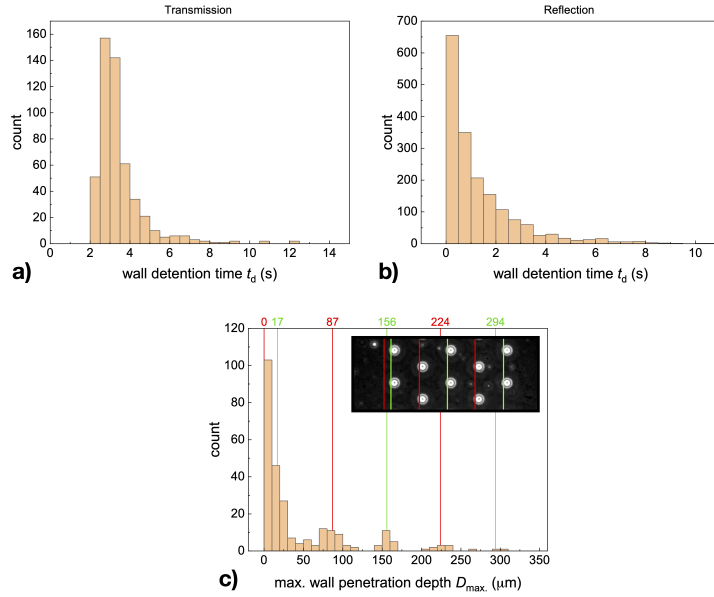 Transmission
Reflection
160
140
120
100
80
60
40
20
0
count
0 2 4 6 8 10 12 14
wall detention time t_d (s)
a)
700
600
500
400
300
200
100
0
count
0 2 4 6 8 10
wall detention time t_d (s)
b)
0 17 87 156 224 294
120
100
80
60
40
20
0
count
0 50 100 150 200 250 300 350
max. wall penetration depth D_max. (μm)
c)